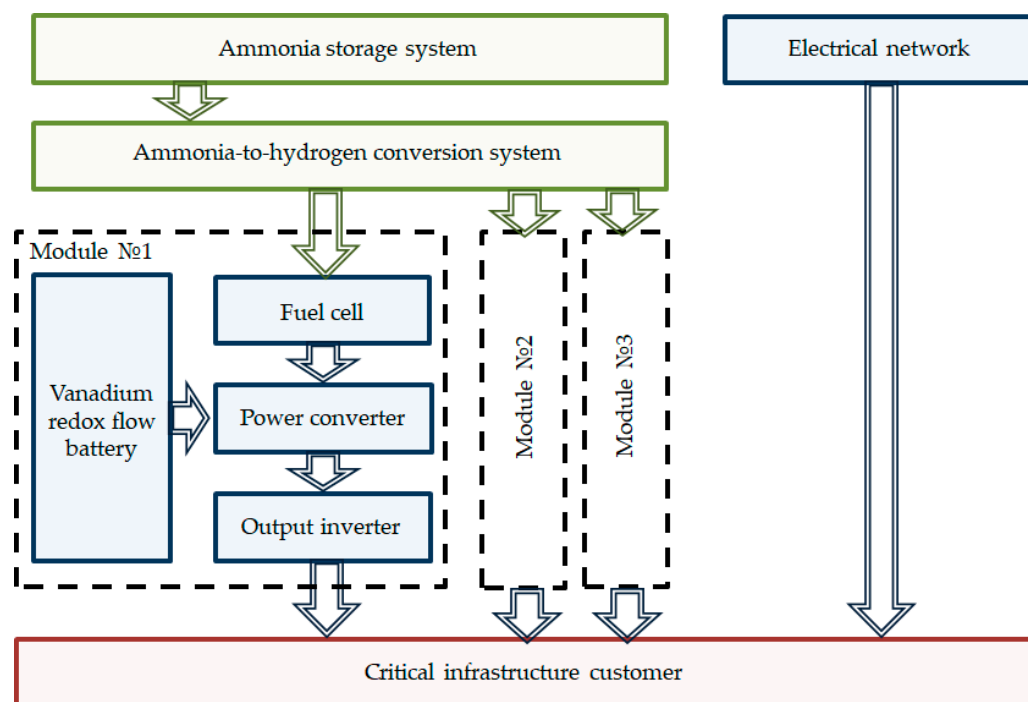 Ammonia storage system
Electrical network
Ammonia-to-hydrogen conversion system
Module №1
Fuel cell
Vanadium
redox flow
battery
Power converter
Output inverter
Module №2
Module №3
Critical infrastructure customer